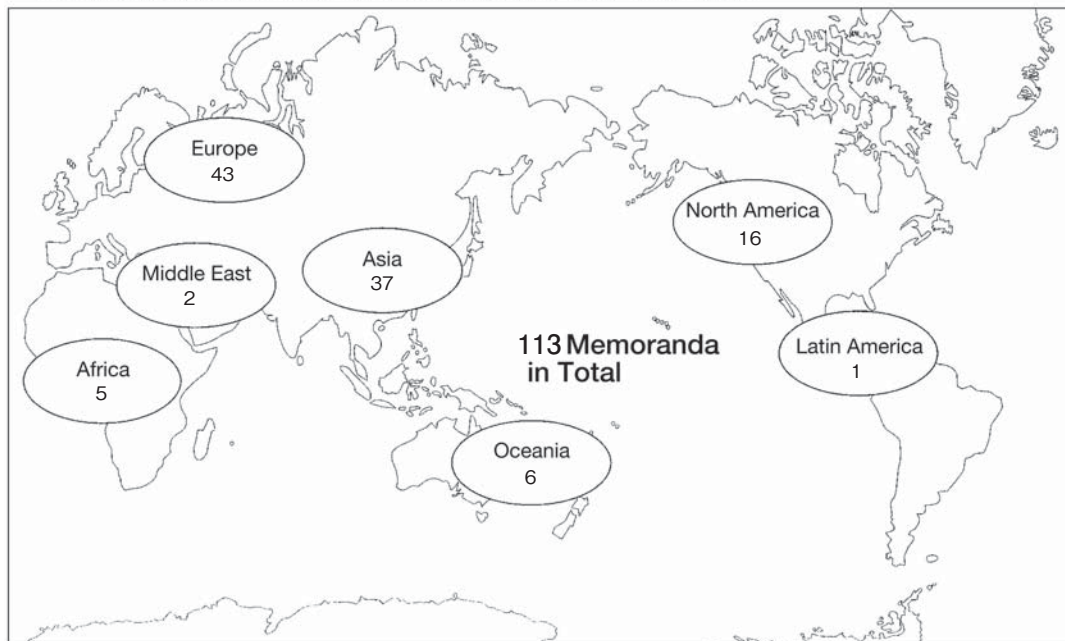 Europe
43
North America
16
Asia
37
Middle East
2
113 Memoranda
in Total
Latin America
1
Africa
5
Oceania
6